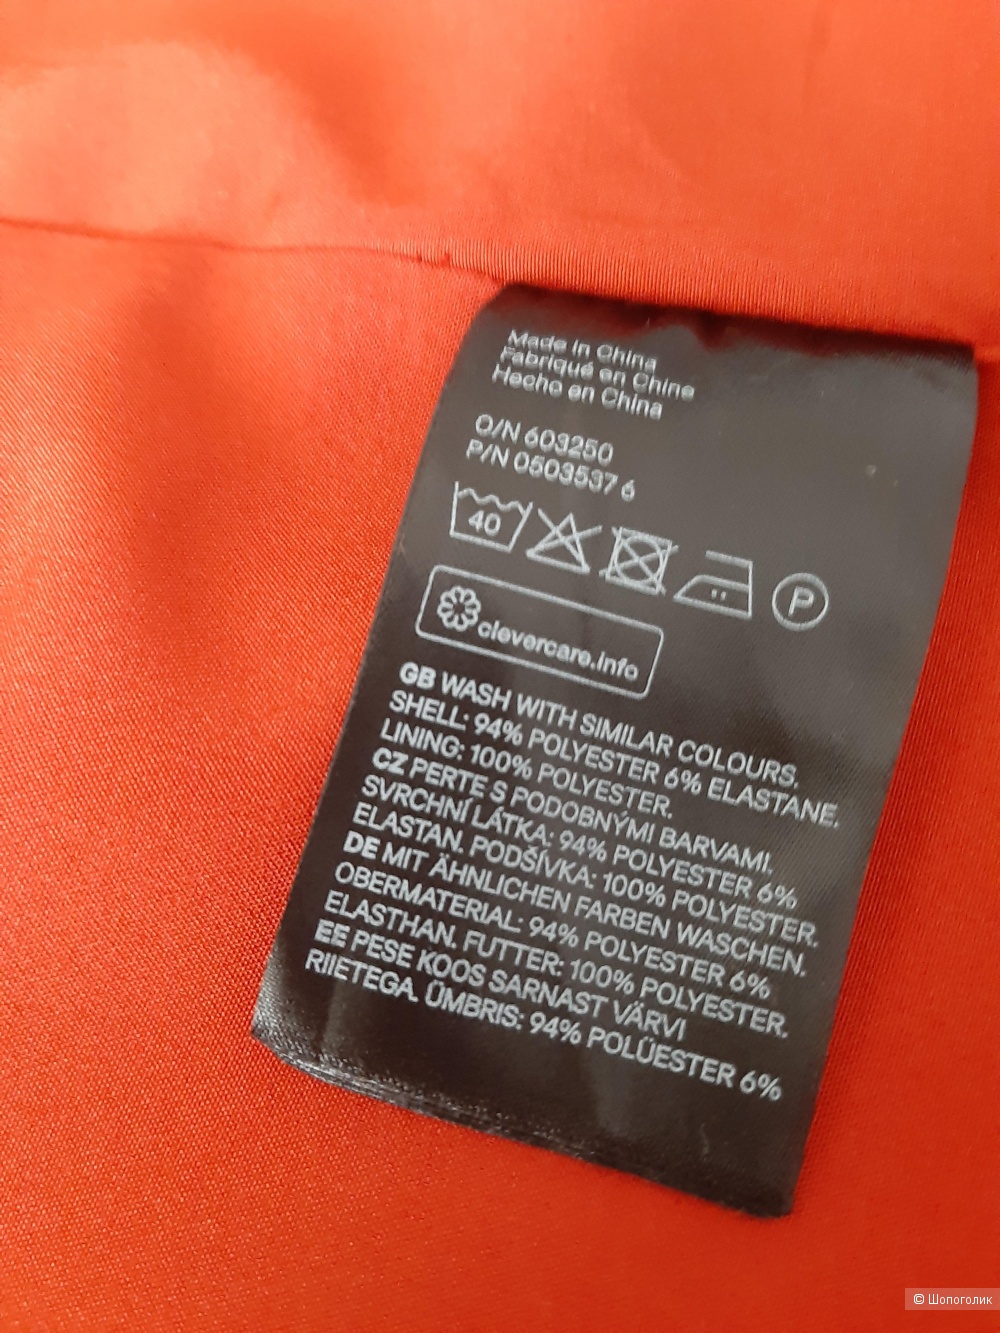 Made in China
Fabriqué en Chine
Hecho en China
O/N 603250
P/N 0503537 6
40
P
clevercare.info
GB WASH WITH SIMILAR COLOURS.
SHELL: 94% POLYESTER 6% ELASTANE.
LINING: 100% POLYESTER.
CZ PERTE S PODOBNÝMI BARVAMI.
SVRCHNÍ LÁTKA: 94% POLYESTER 6%
ELASTAN. PODŠÍVKA: 100% POLYESTER.
DE MIT ÄHNLICHEN FARBEN WASCHEN.
OBERMATERIAL: 94% POLYESTER 6%
ELASTHAN. FUTTER: 100% POLYESTER.
EE PESE KOOS SARNAST VÄRVI
RIIETEGA. ÜMBRIS: 94% POLÜESTER 6%
© Шопоголик